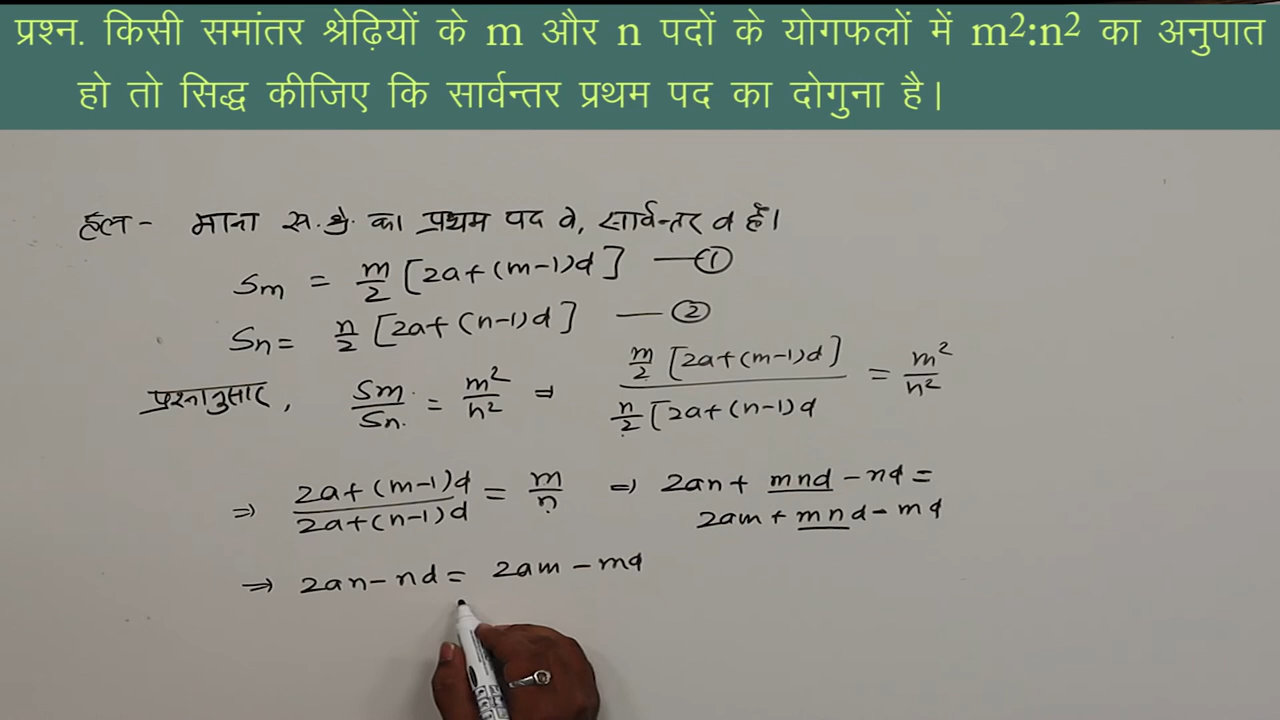 प्रश्न. किसी समांतर श्रेढ़ियों के m और n पदों के योगफलों में m2:n2 का अनुपात
हो तो सिद्ध कीजिए कि सार्वन्तर प्रथम पद का दोगुना है।
हल - माना स.श्रे. का प्रथम पद व, सार्वन्तर d हैं।
Sm = m/2 [2a+(m-1)d] —①
Sn = n/2 [2a+(n-1)d] —②
प्रश्नानुसार, Sm/Sn = m²/n² ⇒ m/2 [2a+(m-1)d] / n/2 [2a+(n-1)d = m²/n²
⇒ 2a+(m-1)d / 2a+(n-1)d = m/n ⇒ 2an + mnd - nd =
2am + mnd - md
⇒ 2an - nd = 2am - md